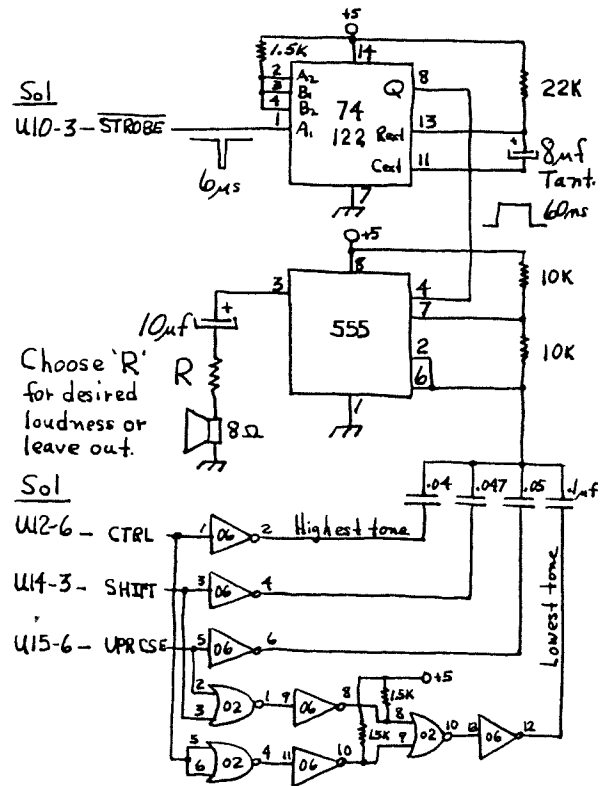 +5
1.5K
14
2 A2
3 B1
4 B2
1 A1
Q 8
74
122
Rext 13
Cext 11
7
22K
+
8µf
Tant.
60ms
Sol
U10-3 — STROBE
6µs
+5
8
3
4
7
2
6
555
1
10K
10K
10µf
+
R
8Ω
Choose 'R'
for desired
loudness or
leave out.
Sol
U12-6 — CTRL
1 06 2
Highest tone
.04
.047
.05
.1µf
U14-3 — SHIFT
3 06 4
U15-6 — UPRCSE
5 06 6
Lowest tone
+5
1.5K
1.5K
2
3
02
1 9
06
8
8
9
02
10 13
06
12
5
6
02
4 11
06
10